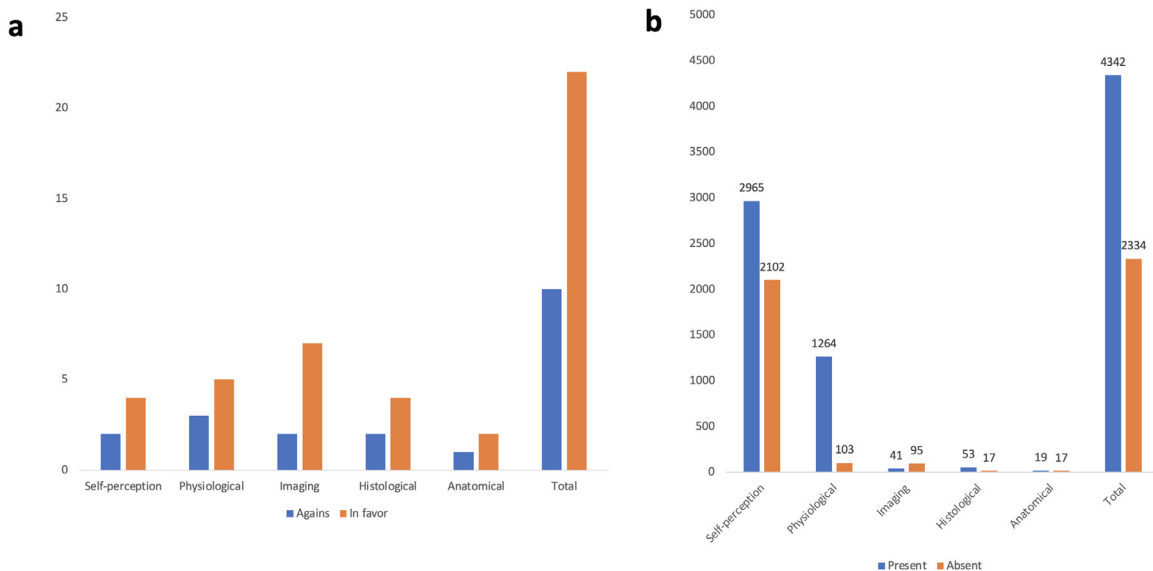 a
25
20
15
10
5
0
Self-perception Physiological Imaging Histological Anatomical Total
Agains In favor
b
5000
4500
4000
3500
3000
2500
2000
1500
1000
500
0
2965
2102
1264
103
41 95
53 17
19 17
4342
2334
Self-perception
Physiological
Imaging
Histological
Anatomical
Total
Present Absent